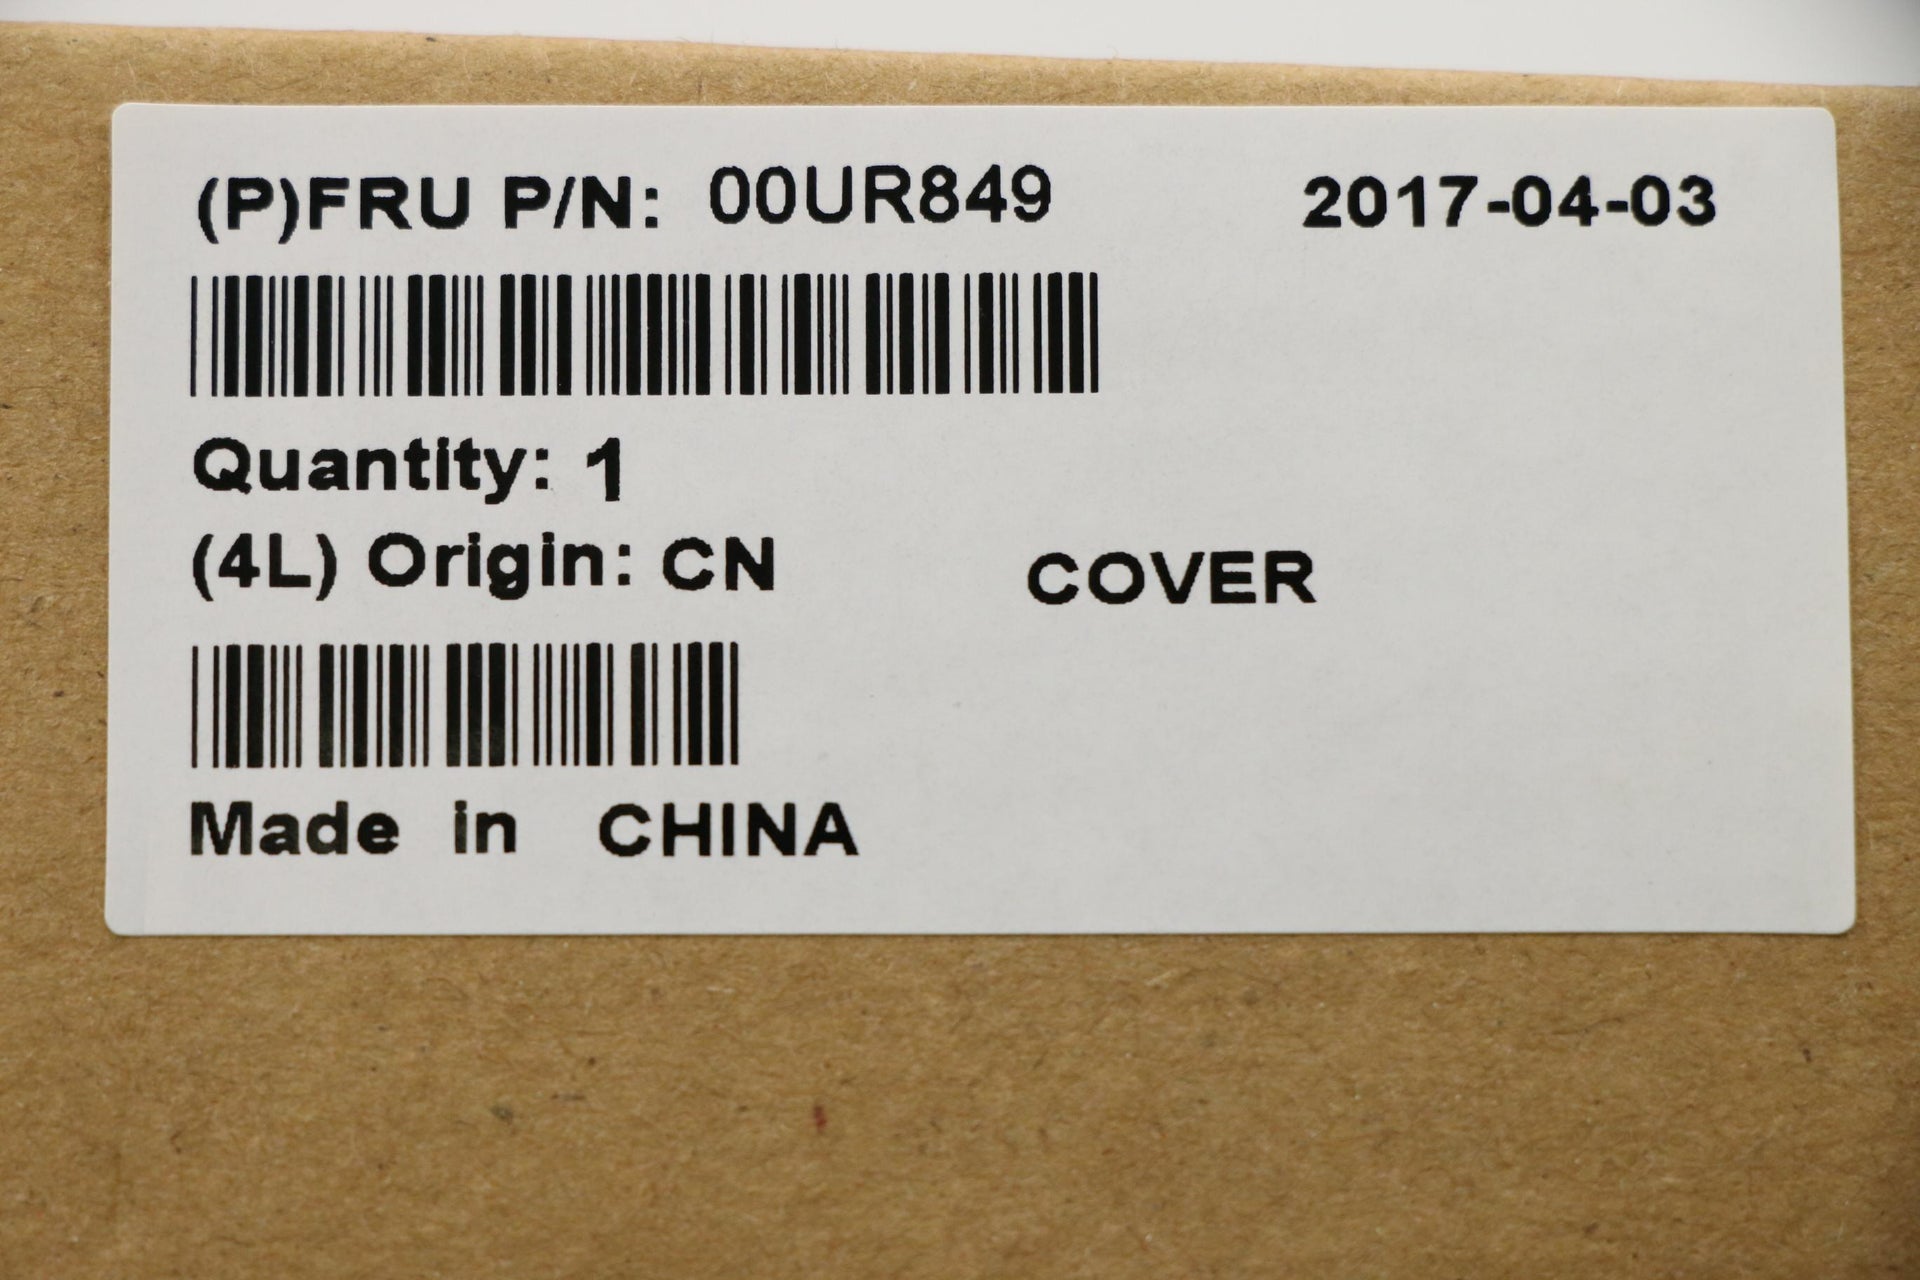 (P)FRU P/N: 00UR849 2017-04-03
Quantity: 1
(4L) Origin: CN COVER
Made in CHINA